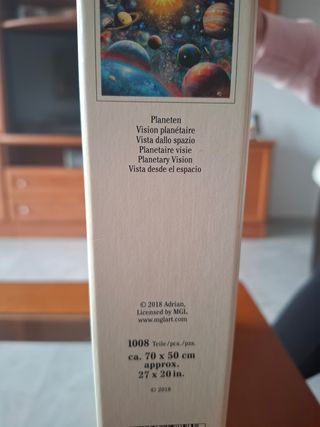 Planeten
Vision planétaire
Vista dallo spazio
Planetaire visie
Planetary Vision
Vista desde el espacio
© 2018 Adrian,
Licensed by MGL
www.mglart.com
1008 Teile/pcs./pzs.
ca. 70 x 50 cm
approx.
27 x 20 in.
© 2018